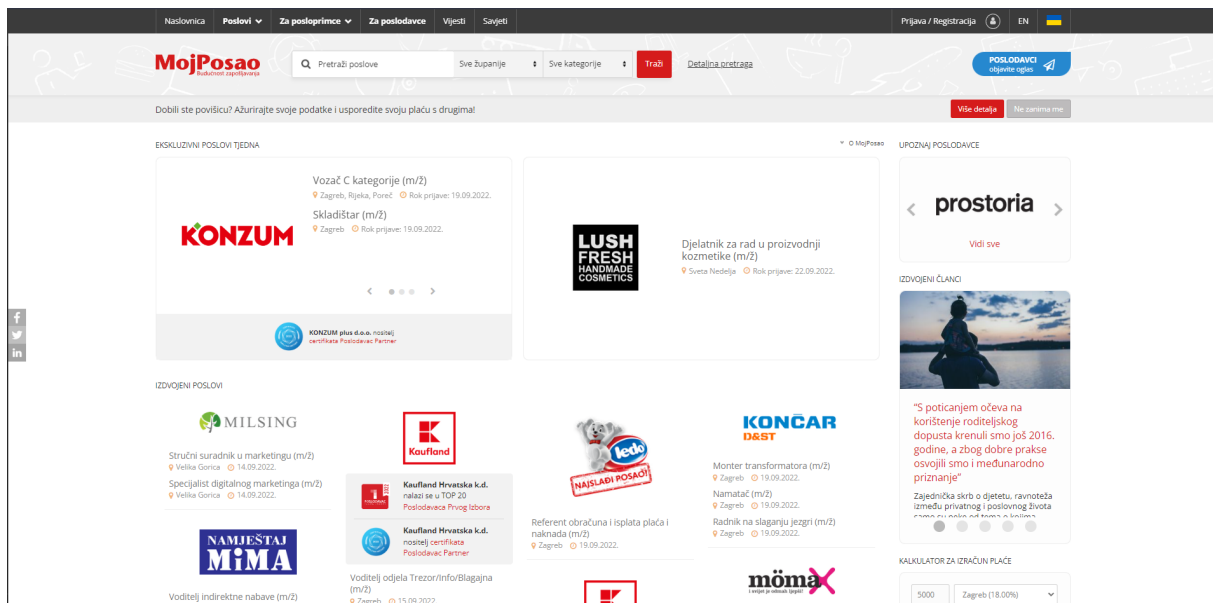 Naslovnica Poslovi Za posloprimce Za poslodavce Vijesti Savjeti Prijava / Registracija EN
MojPosao
Budućnost zapošljavanja
Pretraži poslove Sve županije Sve kategorije Traži Detaljna pretraga
POSLODAVCI
objavite oglas
Dobili ste povišicu? Ažurirajte svoje podatke i usporedite svoju plaću s drugima! Više detalja Ne zanima me
EKSKLUZIVNI POSLOVI TJEDNA O MojPosao
KONZUM
Vozač C kategorije (m/ž)
Zagreb, Rijeka, Poreč Rok prijave: 19.09.2022.
Skladištar (m/ž)
Zagreb Rok prijave: 19.09.2022.
KONZUM plus d.o.o. nositelj
certifikata Poslodavac Partner
LUSH
FRESH
HANDMADE
COSMETICS
Djelatnik za rad u proizvodnji
kozmetike (m/ž)
Sveta Nedelja Rok prijave: 22.09.2022.
UPOZNAJ POSLODAVCE
prostoria
Vidi sve
IZDVOJENI ČLANCI
"S poticanjem očeva na
korištenje roditeljskog
dopusta krenuli smo još 2016.
godine, a zbog dobre prakse
osvojili smo i međunarodno
priznanje"
Zajednička skrb o djetetu, ravnoteža
između privatnog i poslovnog života
KALKULATOR ZA IZRAČUN PLAĆE
5000 Zagreb (18.00%)
IZDVOJENI POSLOVI
MILSING
Stručni suradnik u marketingu (m/ž)
Velika Gorica 14.09.2022.
Specijalist digitalnog marketinga (m/ž)
Velika Gorica 14.09.2022.
NAMJEŠTAJ
MiMA
Voditelj indirektne nabave (m/ž)
Kaufland
Kaufland Hrvatska k.d.
nalazi se u TOP 20
Poslodavaca Prvog Izbora
Kaufland Hrvatska k.d.
nositelj certifikata
Poslodavac Partner
Voditelj odjela Trezor/Info/Blagajna
(m/ž)
Zagreb 15.09.2022.
ledo
NAJSLAĐI POSAO!
Referent obračuna i isplata plaća i
naknada (m/ž)
Zagreb 19.09.2022.
KONČAR
D&ST
Monter transformatora (m/ž)
Zagreb 19.09.2022.
Namatač (m/ž)
Zagreb 19.09.2022.
Radnik na slaganju jezgri (m/ž)
Zagreb 19.09.2022.
mömax
i svijet je odmah ljepši!